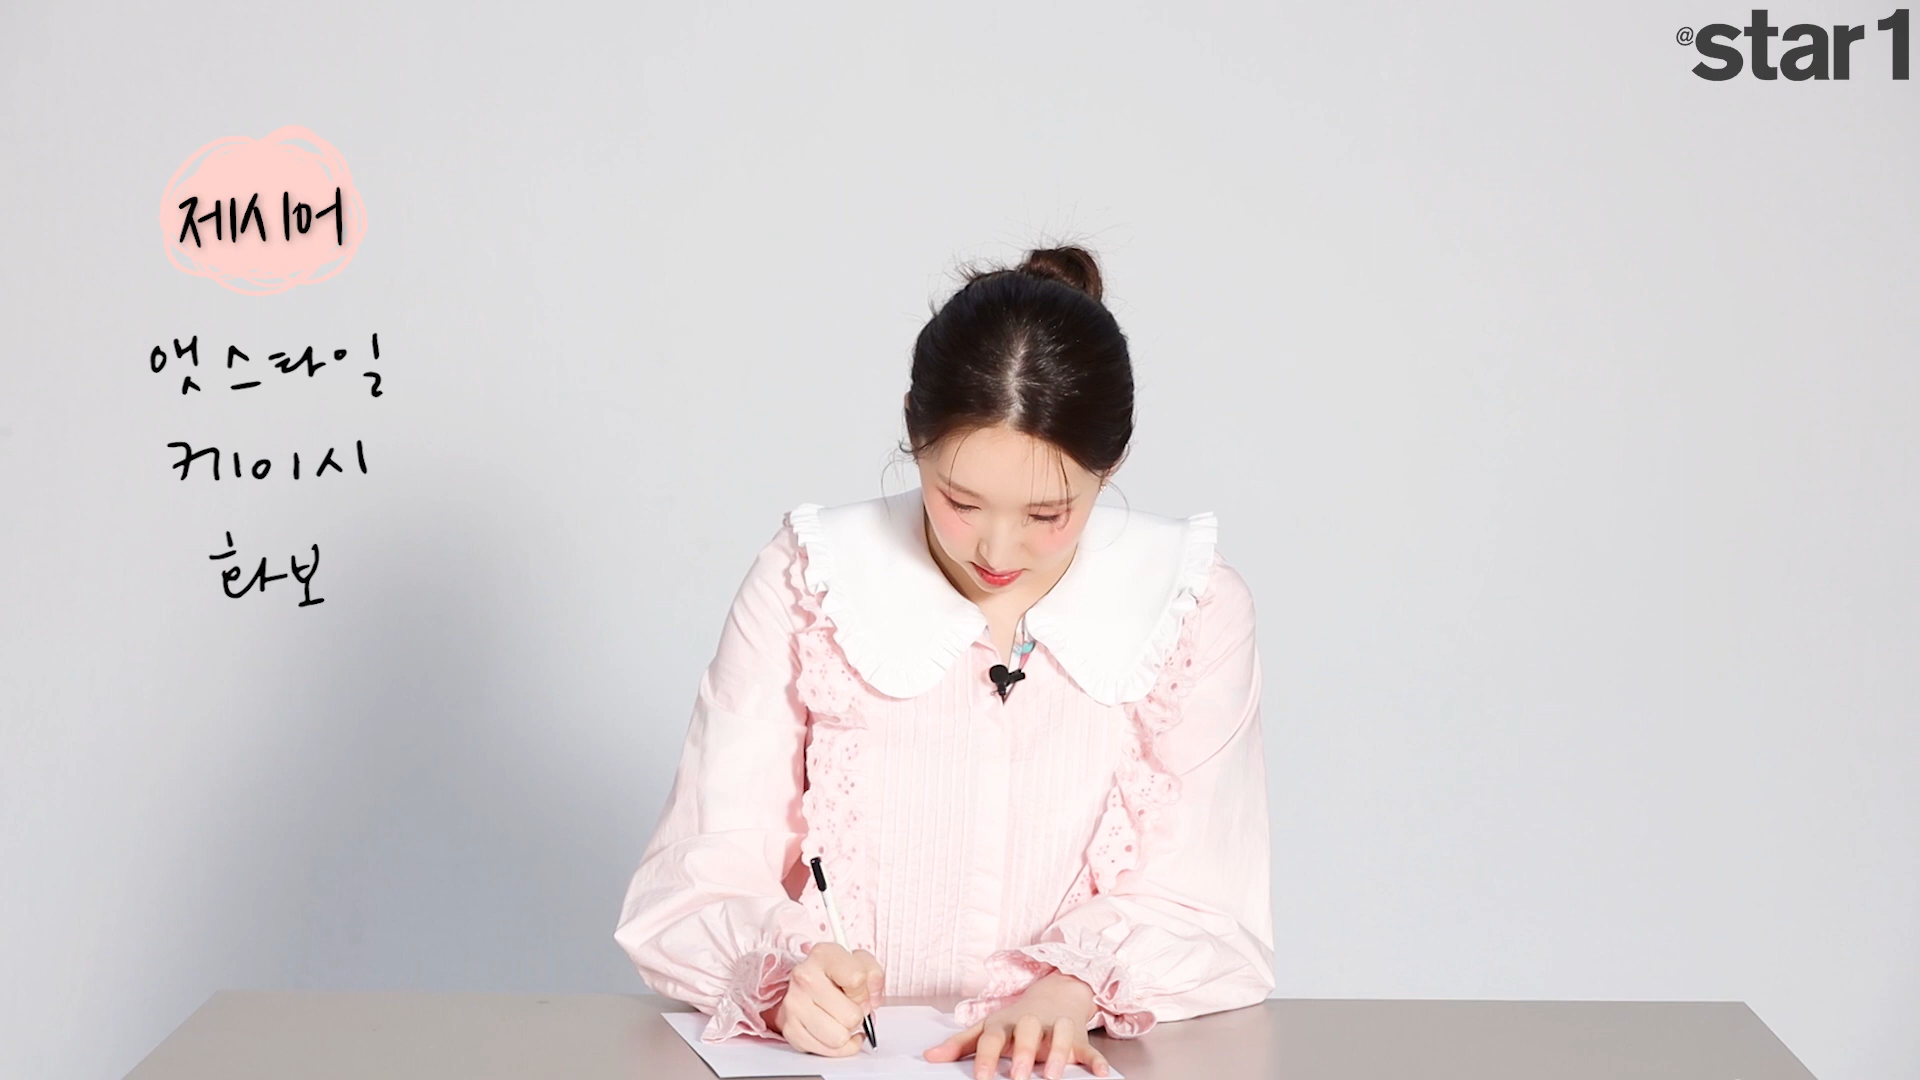 @star1
제시어
앳스타일
케이시
화보